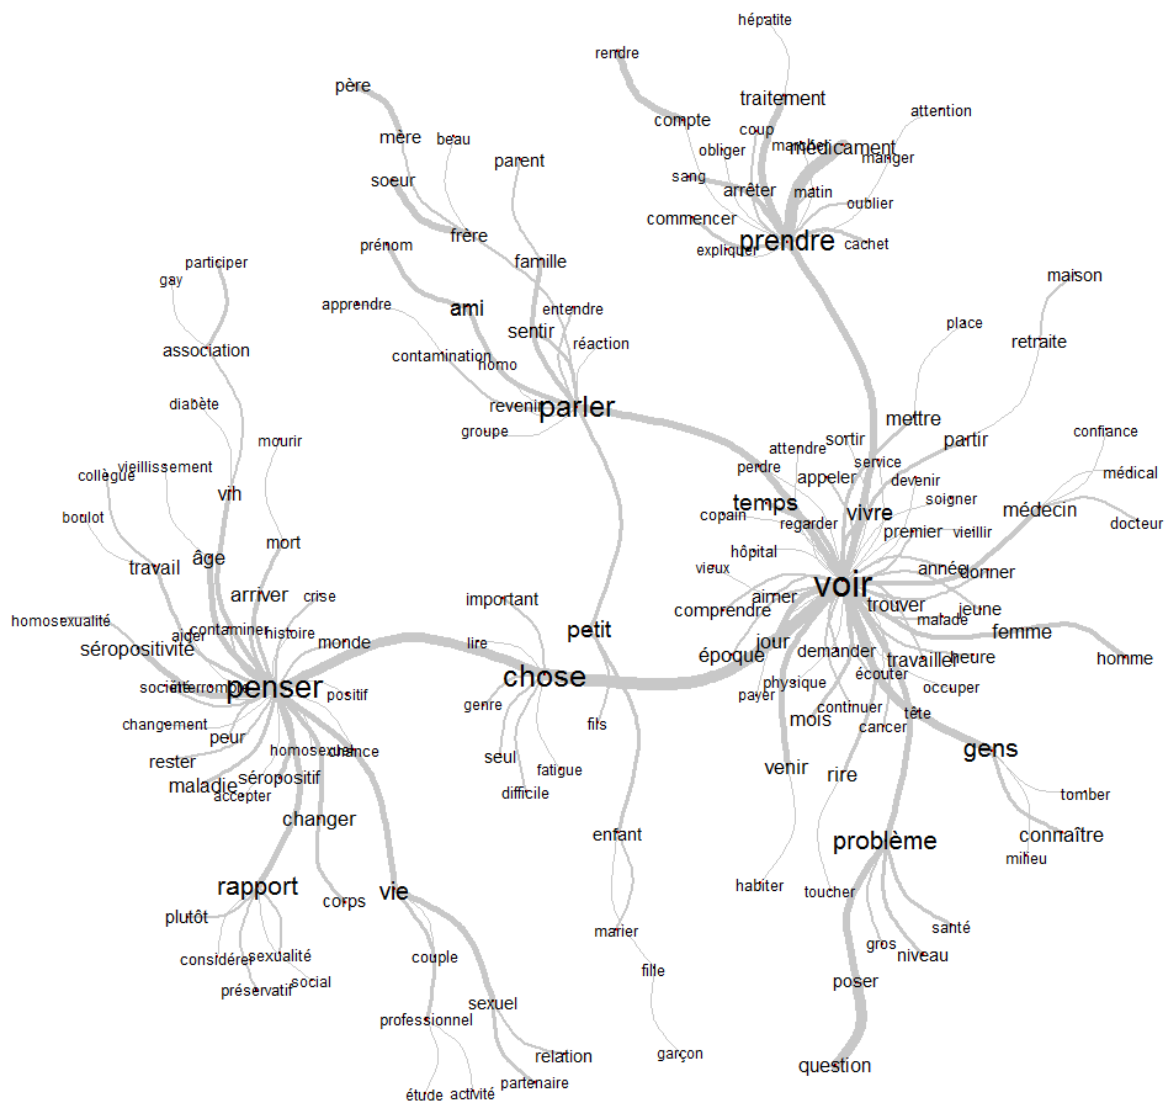 hépatite
rendre
père
traitement
attention
compte
coup
mère
beau
obliger
marcher
médicament
manger
parent
soeur
sang
arrêter
matin
oublier
commencer
frère
prendre
prénom
expliquer
cachet
participer
famille
gay
maison
apprendre
ami
entendre
place
sentir
réaction
retraite
association
contamination
homo
diabète
revenir
parler
mettre
groupe
confiance
mourir
sortir
partir
attendre
service
vieillissement
perdre
médical
collègue
appeler
devenir
vih
soigner
temps
médecin
boulot
copain
vivre
docteur
regarder
premier
vieillir
mort
hôpital
âge
travail
vieux
année
donner
voir
arriver
crise
important
aimer
comprendre
trouver
jeune
homosexualité
contaminer
histoire
petit
malade
aider
monde
lire
jour
femme
séropositivité
époque
demander
travailler
heure
homme
chose
écouter
société
interrompre
penser
positif
physique
payer
occuper
genre
continuer
tête
changement
fils
mois
cancer
peur
homosexuel
chance
gens
rester
seul
fatigue
venir
rire
maladie
séropositif
accepter
difficile
tomber
changer
enfant
problème
connaître
milieu
rapport
vie
habiter
toucher
corps
plutôt
santé
marier
gros
considérer
sexualité
couple
niveau
fille
préservatif
social
poser
sexuel
professionnel
garçon
relation
question
partenaire
étude
activité